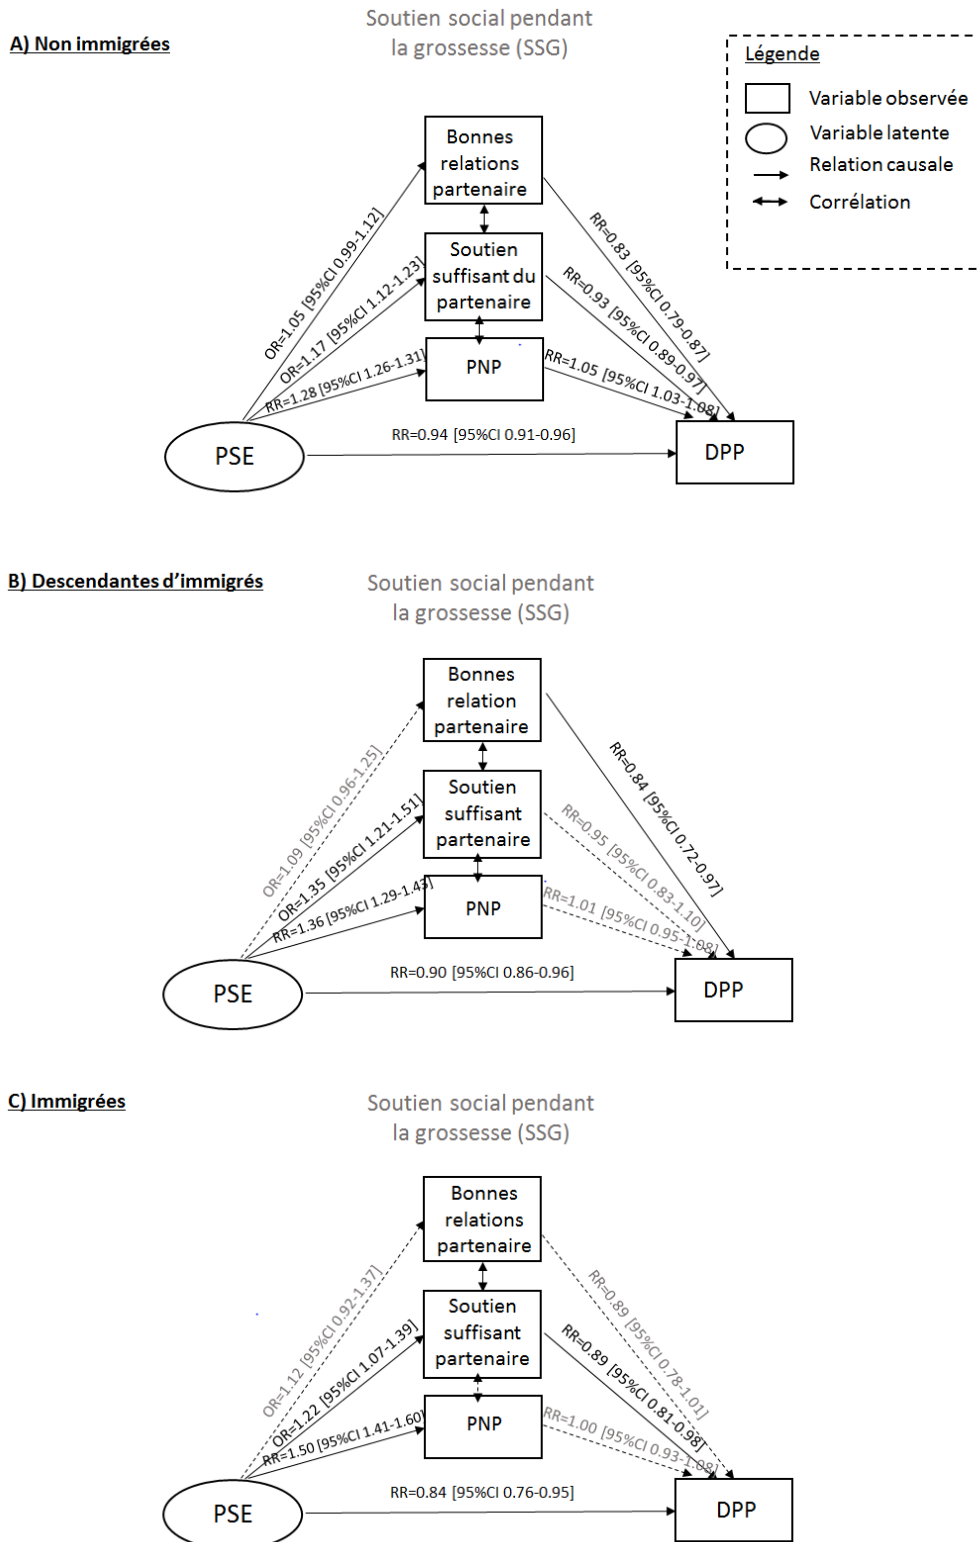 Soutien social pendant
la grossesse (SSG)
A) Non immigrées
Légende
Variable observée
Variable latente
Relation causale
Corrélation
Bonnes
relations
partenaire
Soutien
suffisant du
partenaire
PNP
OR=1.05 [95%CI 0.99-1.12]
OR=1.17 [95%CI 1.12-1.23]
RR=1.28 [95%CI 1.26-1.31]
RR=0.83 [95%CI 0.79-0.87]
RR=0.93 [95%CI 0.89-0.97]
RR=1.05 [95%CI 1.03-1.08]
RR=0.94 [95%CI 0.91-0.96]
PSE
DPP
B) Descendantes d'immigrés
Soutien social pendant
la grossesse (SSG)
Bonnes
relation
partenaire
Soutien
suffisant
partenaire
PNP
OR=1.09 [95%CI 0.96-1.25]
OR=1.35 [95%CI 1.21-1.51]
RR=1.36 [95%CI 1.29-1.43]
RR=0.84 [95%CI 0.72-0.97]
RR=0.95 [95%CI 0.83-1.10]
RR=1.01 [95%CI 0.95-1.08]
RR=0.90 [95%CI 0.86-0.96]
PSE
DPP
C) Immigrées
Soutien social pendant
la grossesse (SSG)
Bonnes
relations
partenaire
Soutien
suffisant
partenaire
PNP
OR=1.12 [95%CI 0.92-1.37]
OR=1.22 [95%CI 1.07-1.39]
RR=1.50 [95%CI 1.41-1.60]
RR=0.89 [95%CI 0.78-1.01]
RR=0.89 [95%CI 0.81-0.98]
RR=1.00 [95%CI 0.93-1.08]
RR=0.84 [95%CI 0.76-0.95]
PSE
DPP